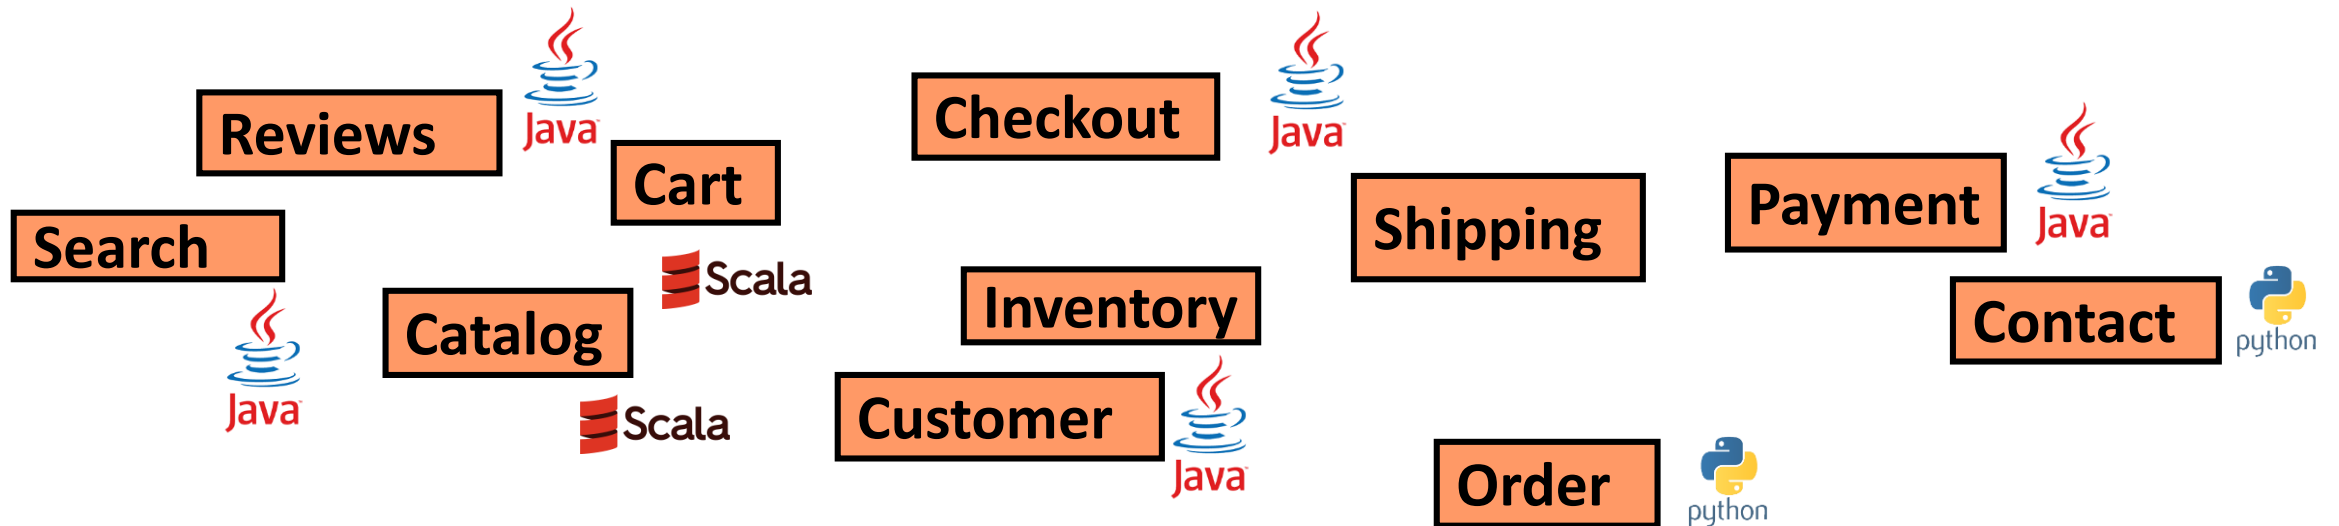 Reviews
Java
Checkout
Java
Cart
Shipping
Payment
Java
Search
Java
Catalog
Scala
Scala
Inventory
Contact
python
Customer
Java
Order
python